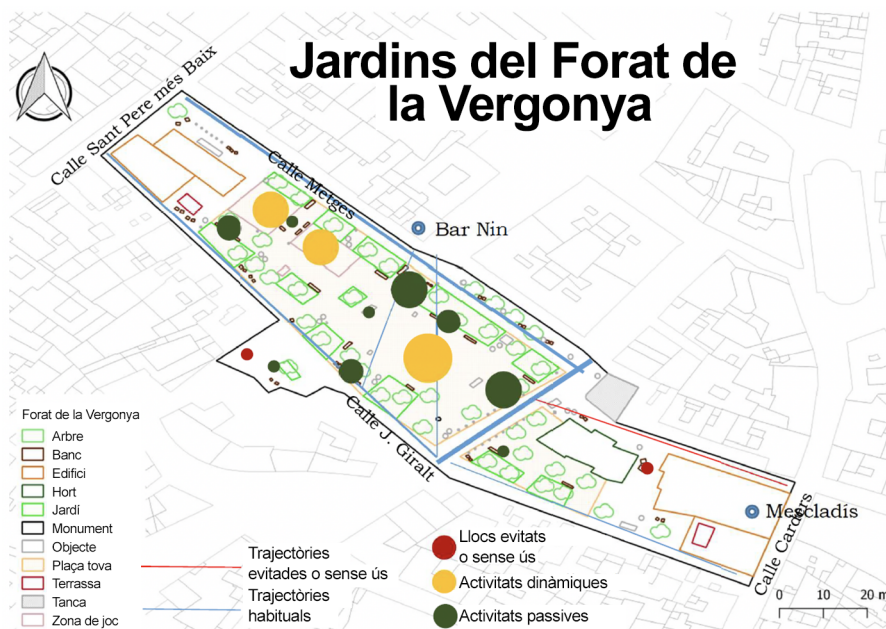 Jardins del Forat de
la Vergonya
Calle Sant Pere més Baix
Calle Metges
Bar Nin
Calle J. Giralt
Mescladís
Calle Carders
Forat de la Vergonya
Arbre
Banc
Edifici
Hort
Jardí
Monument
Objecte
Plaça tova
Terrassa
Tanca
Zona de joc
Trajectòries
evitades o sense ús
Trajectòries
habituals
Llocs evitats
o sense ús
Activitats dinàmiques
Activitats passives
0 10 20 m